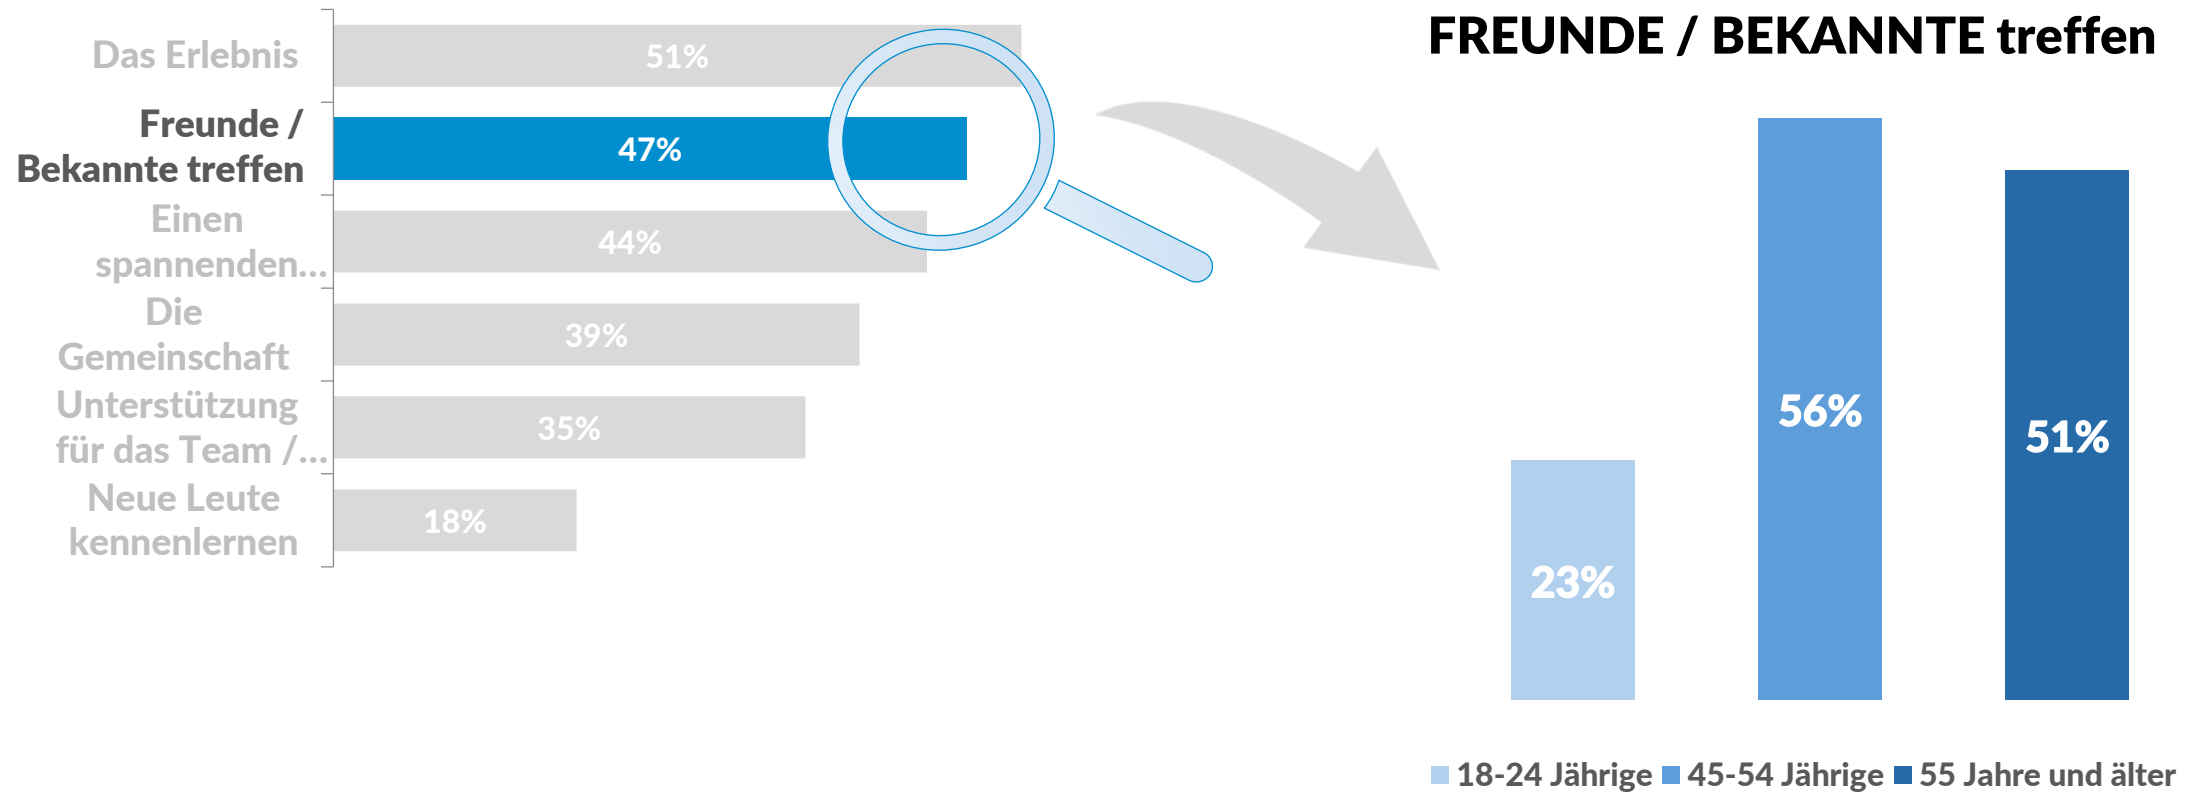 Das Erlebnis
51%
Freunde /
Bekannte treffen
47%
Einen
spannenden...
44%
Die
Gemeinschaft
39%
Unterstützung
für das Team /...
35%
Neue Leute
kennenlernen
18%
FREUNDE / BEKANNTE treffen
23%
56%
51%
18-24 Jährige
45-54 Jährige
55 Jahre und älter